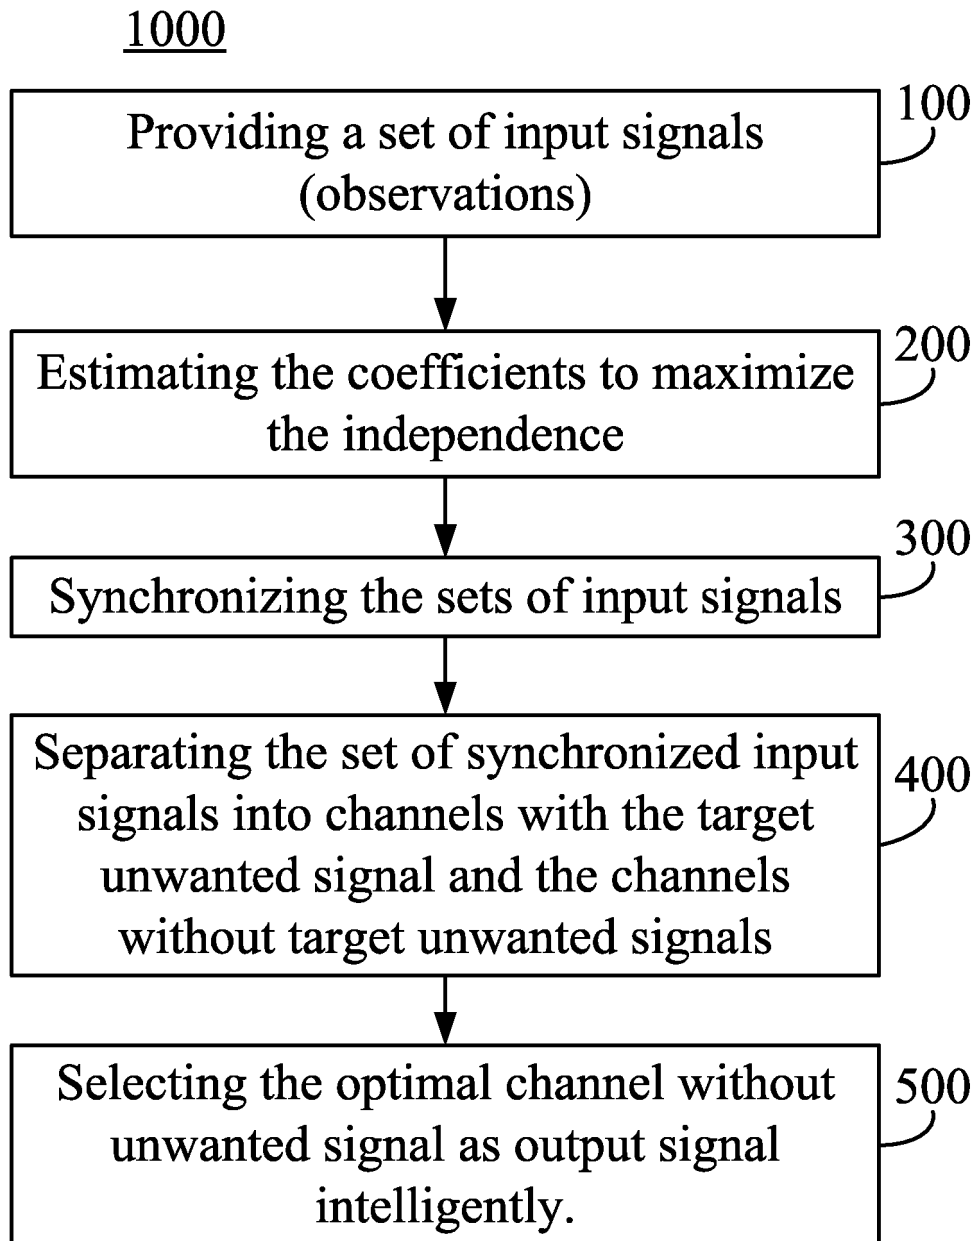 1000
100
Providing a set of input signals
(observations)
200
Estimating the coefficients to maximize
the independence
300
Synchronizing the sets of input signals
400
Separating the set of synchronized input
signals into channels with the target
unwanted signal and the channels
without target unwanted signals
500
Selecting the optimal channel without
unwanted signal as output signal
intelligently.